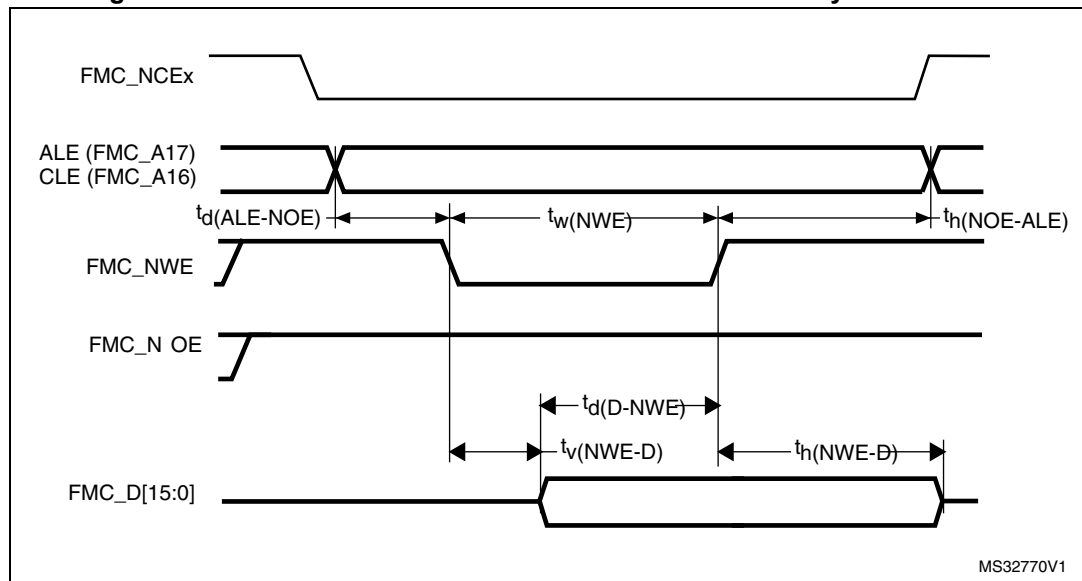 FMC_NCEx
ALE (FMC_A17)
CLE (FMC_A16)
td(ALE-NOE)
tw(NWE)
th(NOE-ALE)
FMC_NWE
FMC_N OE
td(D-NWE)
tv(NWE-D)
th(NWE-D)
FMC_D[15:0]
MS32770V1